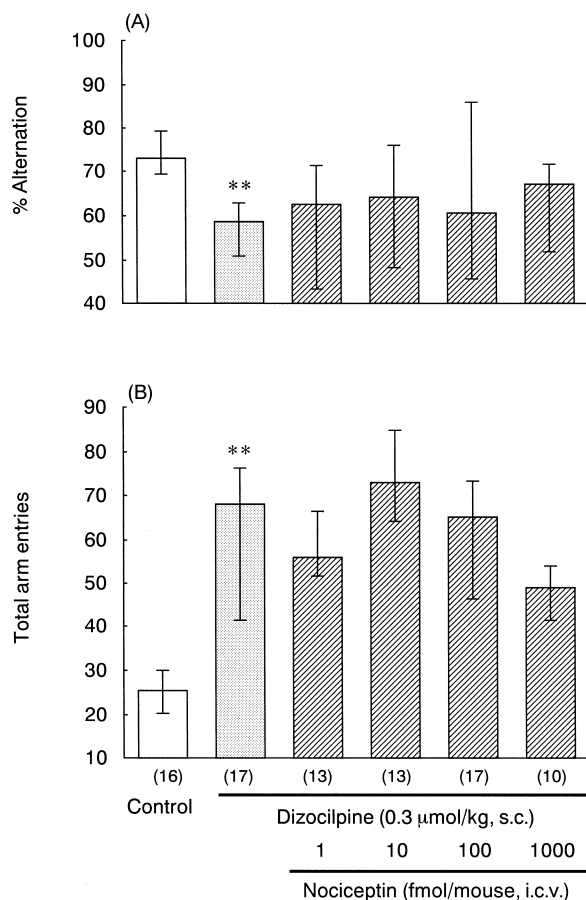 (A)
100
90
80
70
60
50
40
% Alternation
**
(B)
90
80
70
60
50
40
30
20
10
Total arm entries
**
(16) (17) (13) (13) (17) (10)
Control
Dizocilpine (0.3 μmol/kg, s.c.)
1 10 100 1000
Nociceptin (fmol/mouse, i.c.v.)